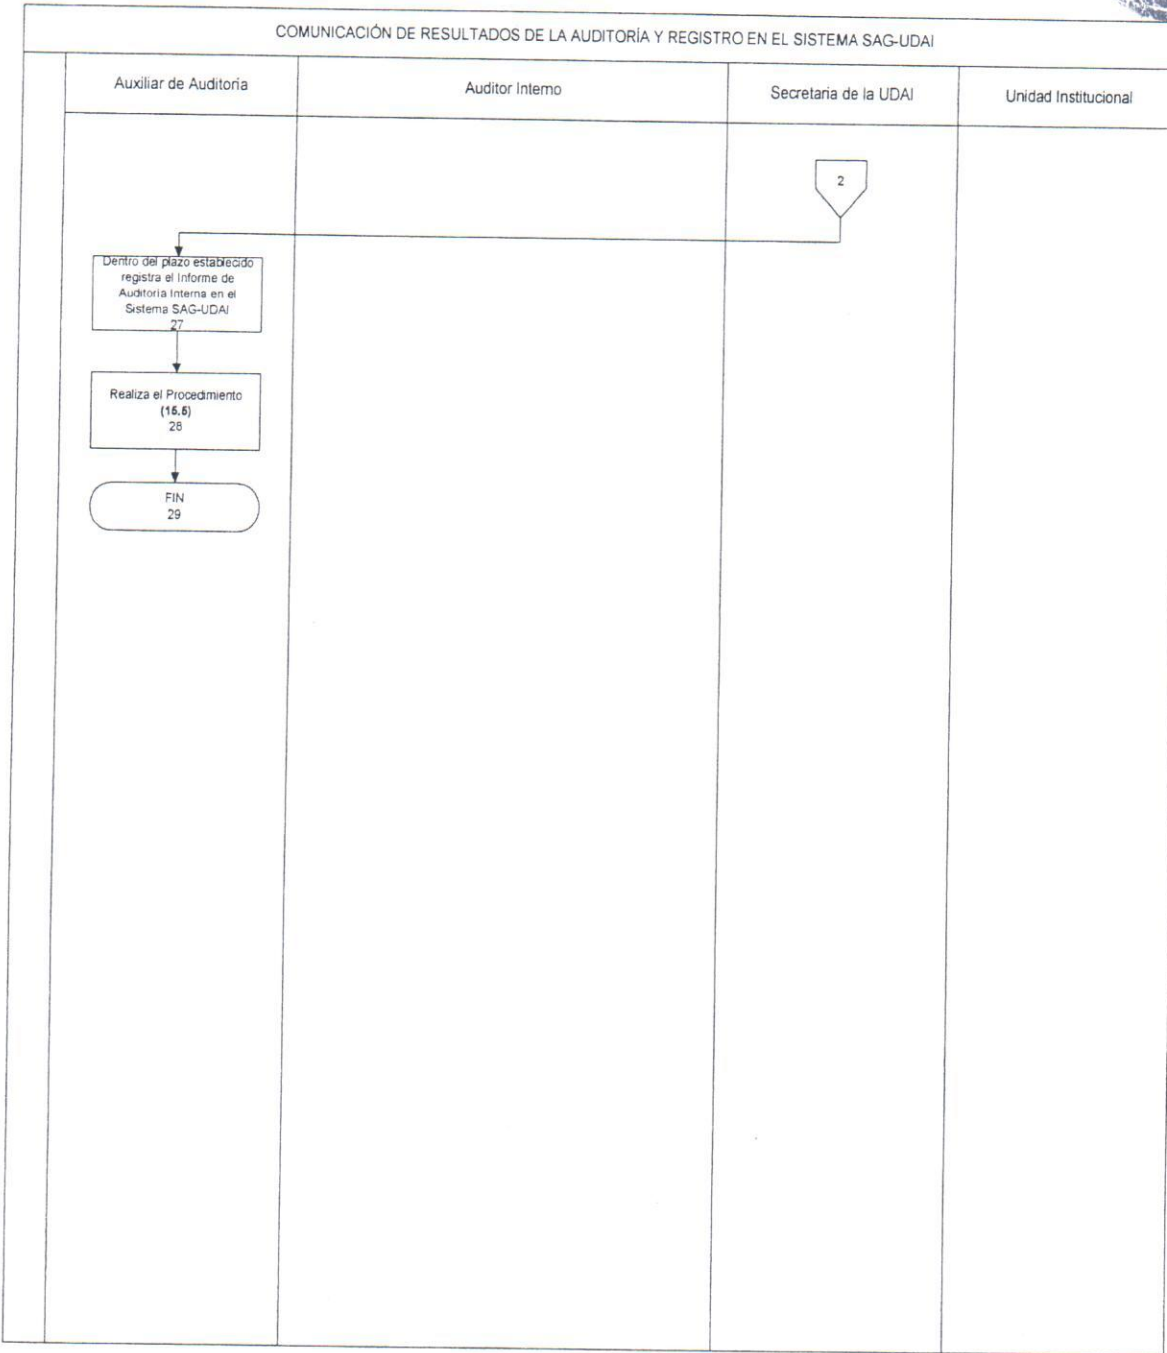 COMUNICACIÓN DE RESULTADOS DE LA AUDITORÍA Y REGISTRO EN EL SISTEMA SAG-UDAI
Auxiliar de Auditoría
Auditor Interno
Secretaria de la UDAI
Unidad Institucional
2
Dentro del plazo establecido
registra el Informe de
Auditoría Interna en el
Sistema SAG-UDAI
27
Realiza el Procedimiento
(15.5)
28
FIN
29